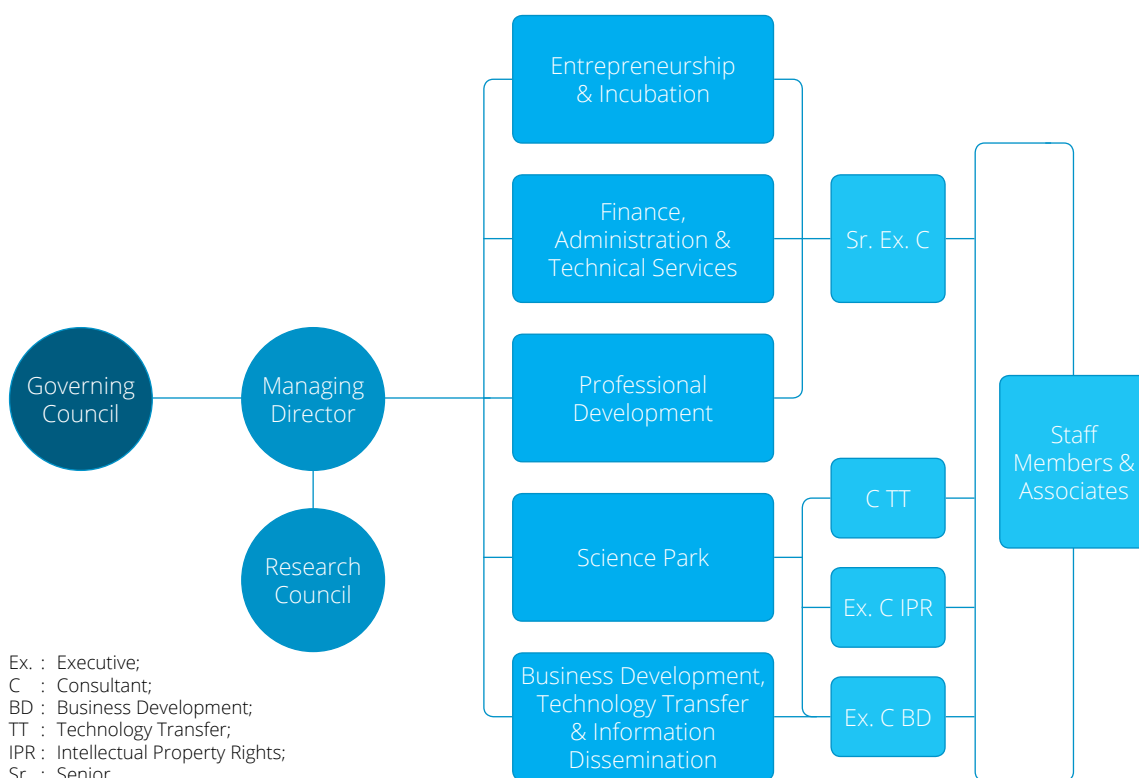 Entrepreneurship
& Incubation
Finance,
Administration &
Technical Services
Sr. Ex. C
Governing
Council
Managing
Director
Professional
Development
Staff
Members &
Associates
C TT
Science Park
Research
Council
Ex. C IPR
Business Development,
Technology Transfer
& Information
Dissemination
Ex. C BD
Ex. : Executive;
C : Consultant;
BD : Business Development;
TT : Technology Transfer;
IPR : Intellectual Property Rights;
Sr. : Senior